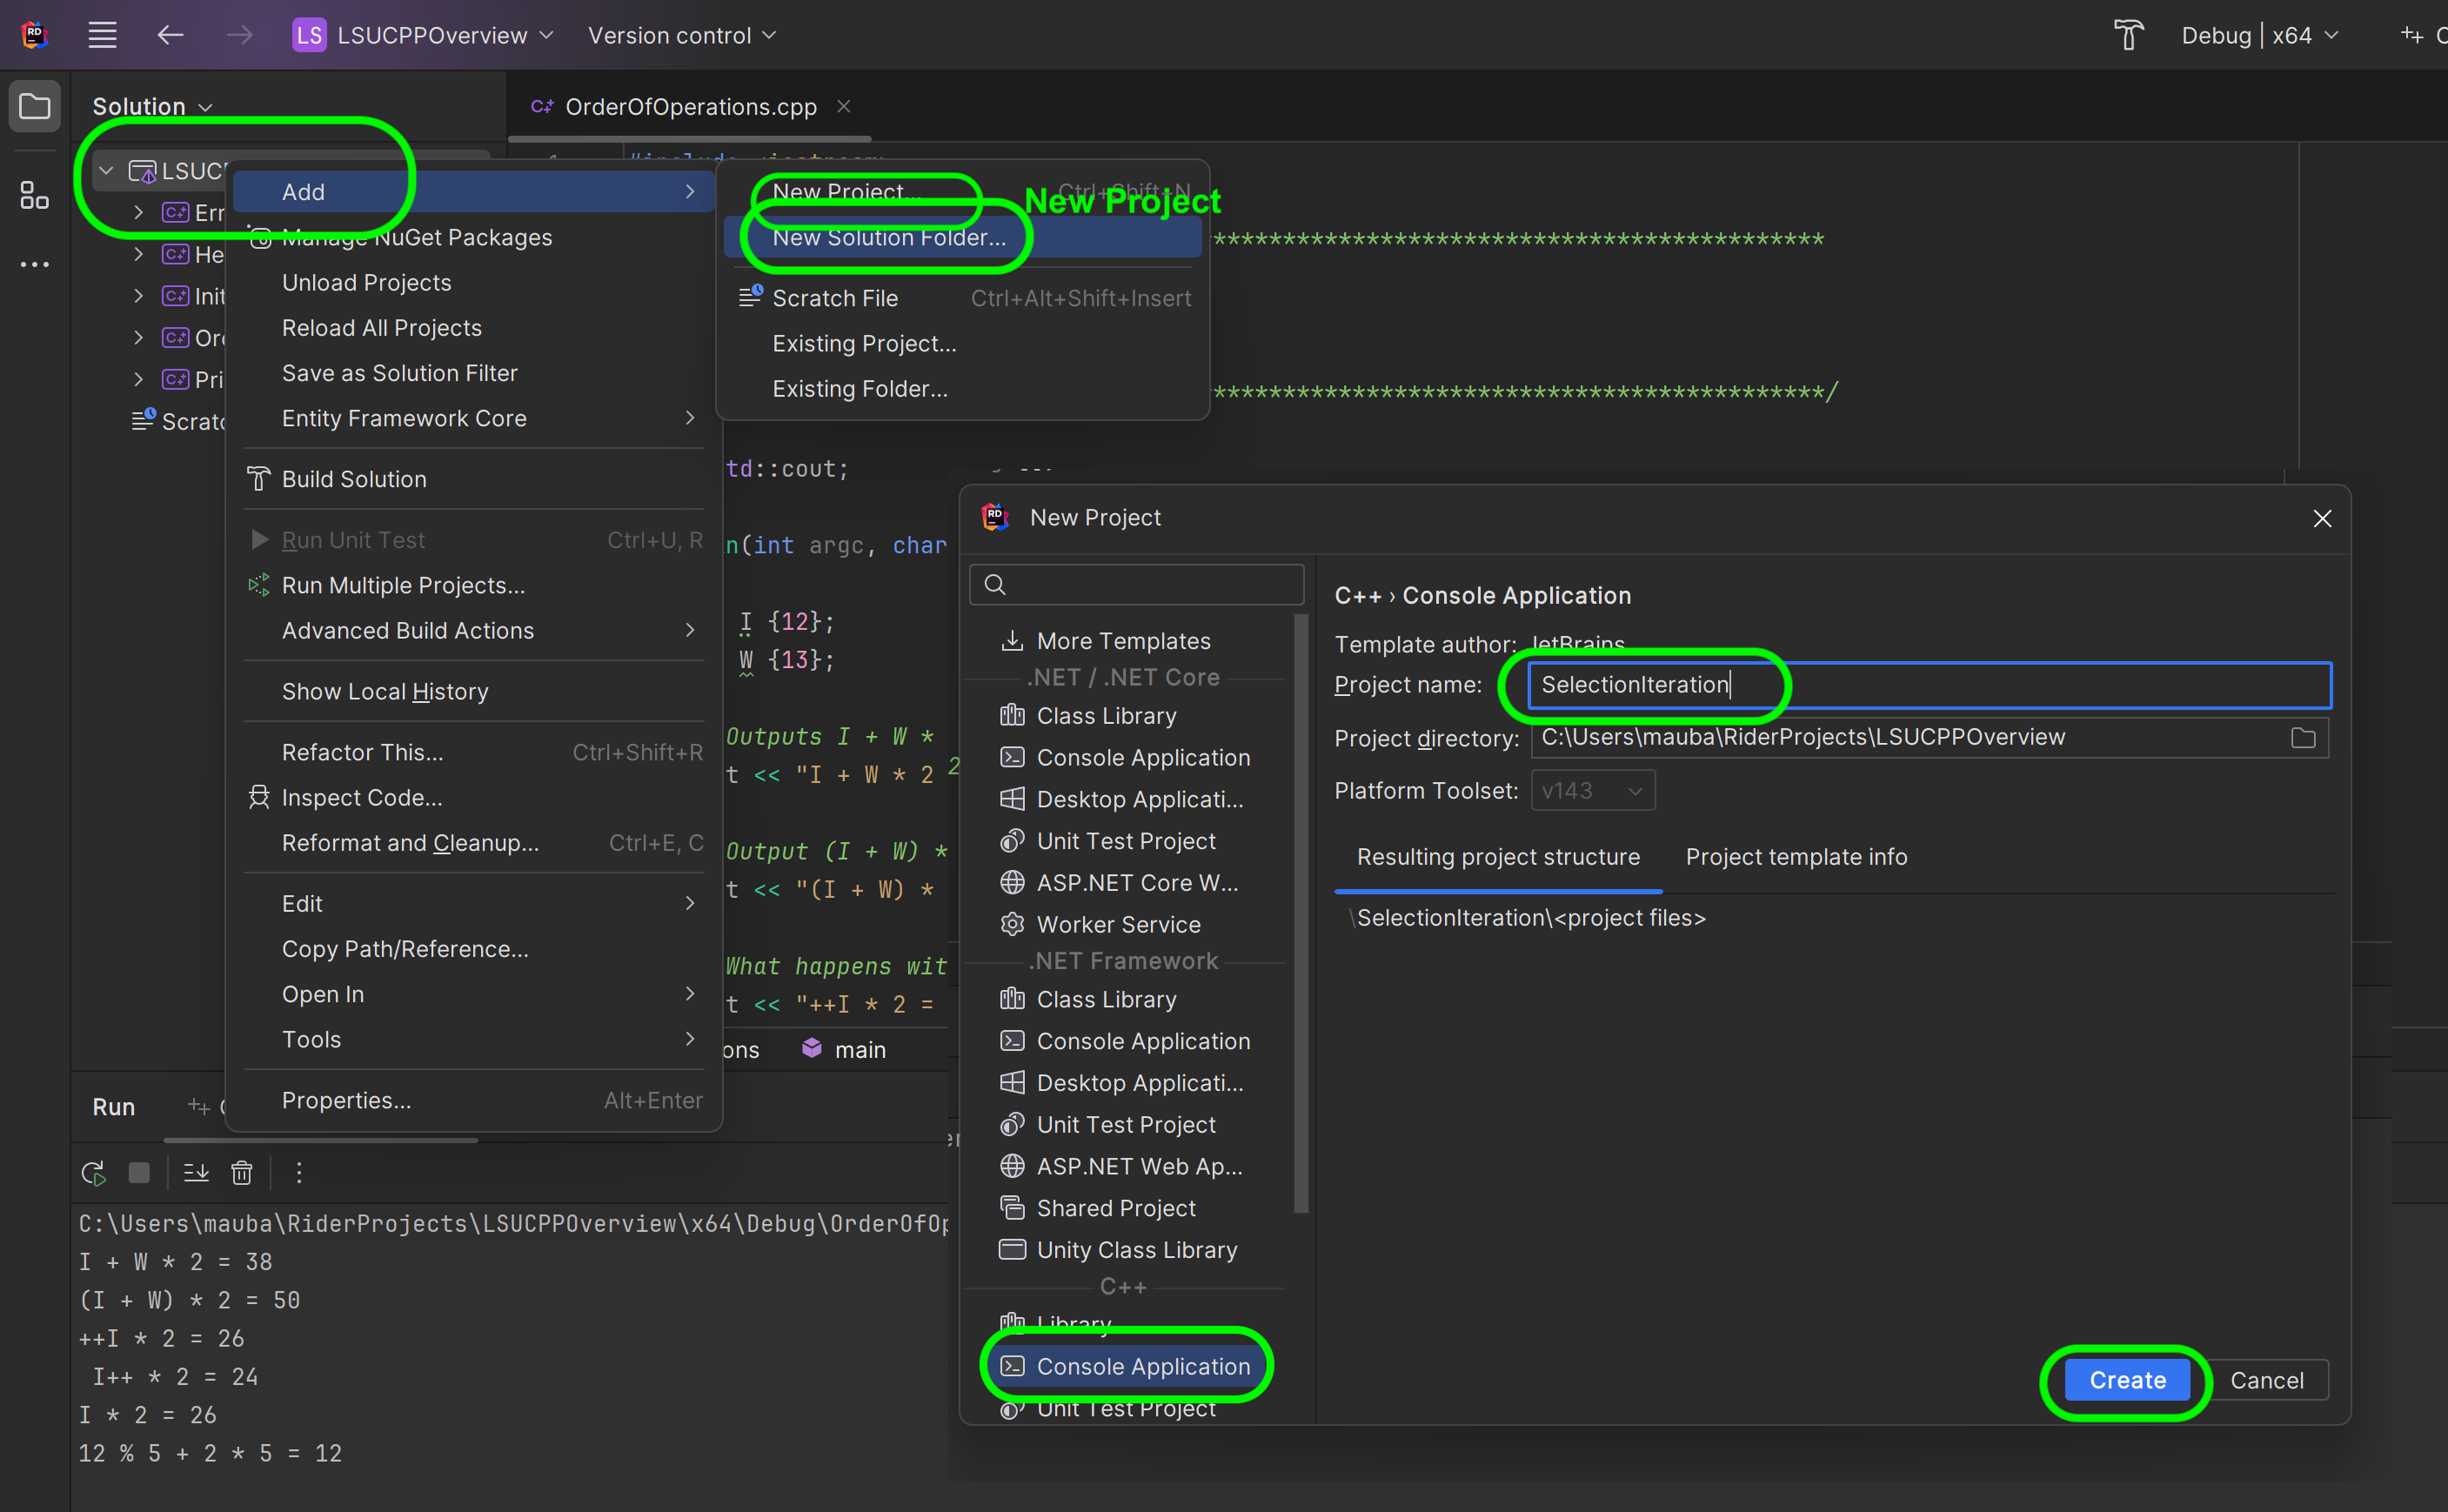 LS LSUCPPOverview Version control Debug | x64
Solution
OrderOfOperations.cpp
LSUC
Err
He
Init
Ord
Pri
Scratc
Add
Manage NuGet Packages
Unload Projects
Reload All Projects
Save as Solution Filter
Entity Framework Core
Build Solution
Run Unit Test Ctrl+U, R
Run Multiple Projects...
Advanced Build Actions
Show Local History
Refactor This... Ctrl+Shift+R
Inspect Code...
Reformat and Cleanup... Ctrl+E, C
Edit
Copy Path/Reference...
Open In
Tools
Properties... Alt+Enter
New Project... Ctrl+Shift+N
New Project
New Solution Folder...
Scratch File Ctrl+Alt+Shift+Insert
Existing Project...
Existing Folder...
*********************************************
*********************************************/
td::cout;
n(int argc, char
I {12};
W {13};
Outputs I + W *
t << "I + W * 2
Output (I + W) *
t << "(I + W) *
What happens wit
t << "++I * 2 =
ons main
New Project
More Templates
.NET / .NET Core
Class Library
Console Application
Desktop Applicati...
Unit Test Project
ASP.NET Core W...
Worker Service
.NET Framework
Class Library
Console Application
Desktop Applicati...
Unit Test Project
ASP.NET Web Ap...
Shared Project
Unity Class Library
C++
Library
Console Application
Unit Test Project
C++ › Console Application
Template author: JetBrains
Project name: SelectionIteration
Project directory: C:\Users\mauba\RiderProjects\LSUCPPOverview
Platform Toolset: v143
Resulting project structure Project template info
\SelectionIteration\<project files>
Create Cancel
Run
C:\Users\mauba\RiderProjects\LSUCPPOverview\x64\Debug\OrderOfOp
I + W * 2 = 38
(I + W) * 2 = 50
++I * 2 = 26
I++ * 2 = 24
I * 2 = 26
12 % 5 + 2 * 5 = 12